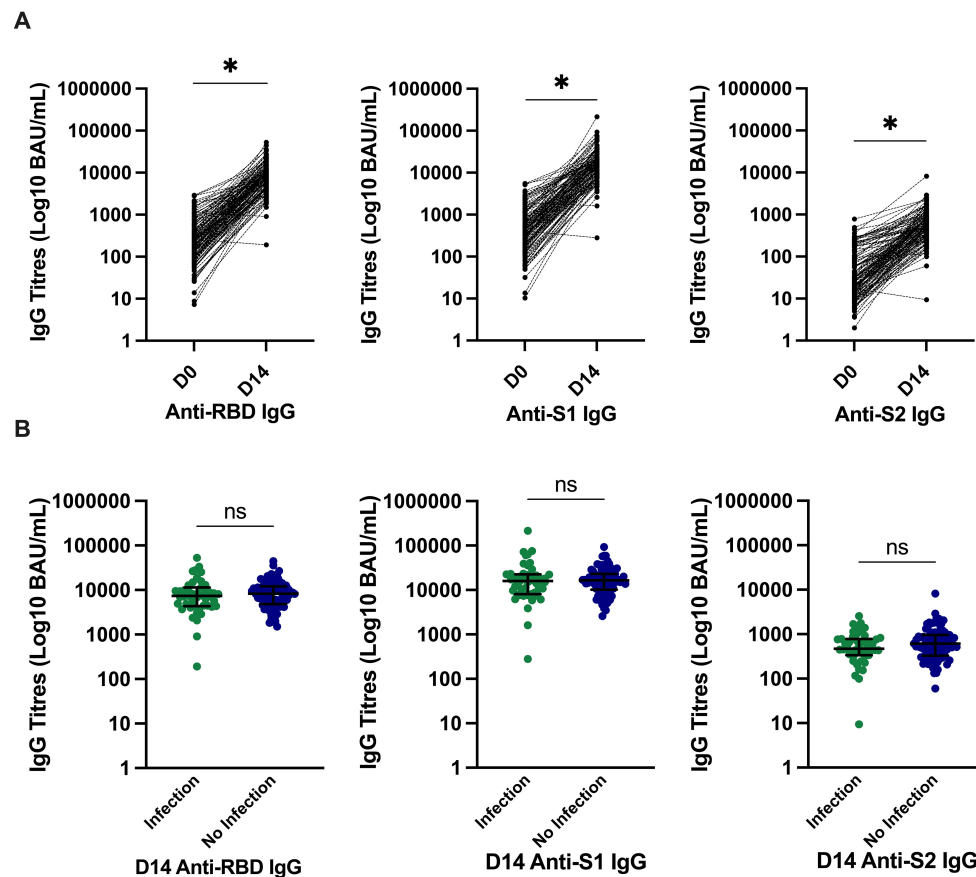 A
IgG Titres (Log10 BAU/mL)
1000000
100000
10000
1000
100
10
1
*
D0
D14
Anti-RBD IgG
IgG Titres (Log10 BAU/mL)
1000000
100000
10000
1000
100
10
1
*
D0
D14
Anti-S1 IgG
IgG Titres (Log10 BAU/mL)
1000000
100000
10000
1000
100
10
1
*
D0
D14
Anti-S2 IgG
B
IgG Titres (Log10 BAU/mL)
1000000
100000
10000
1000
100
10
1
ns
Infection
No Infection
D14 Anti-RBD IgG
IgG Titres (Log10 BAU/mL)
1000000
100000
10000
1000
100
10
1
ns
Infection
No Infection
D14 Anti-S1 IgG
IgG Titres (Log10 BAU/mL)
1000000
100000
10000
1000
100
10
1
ns
Infection
No Infection
D14 Anti-S2 IgG